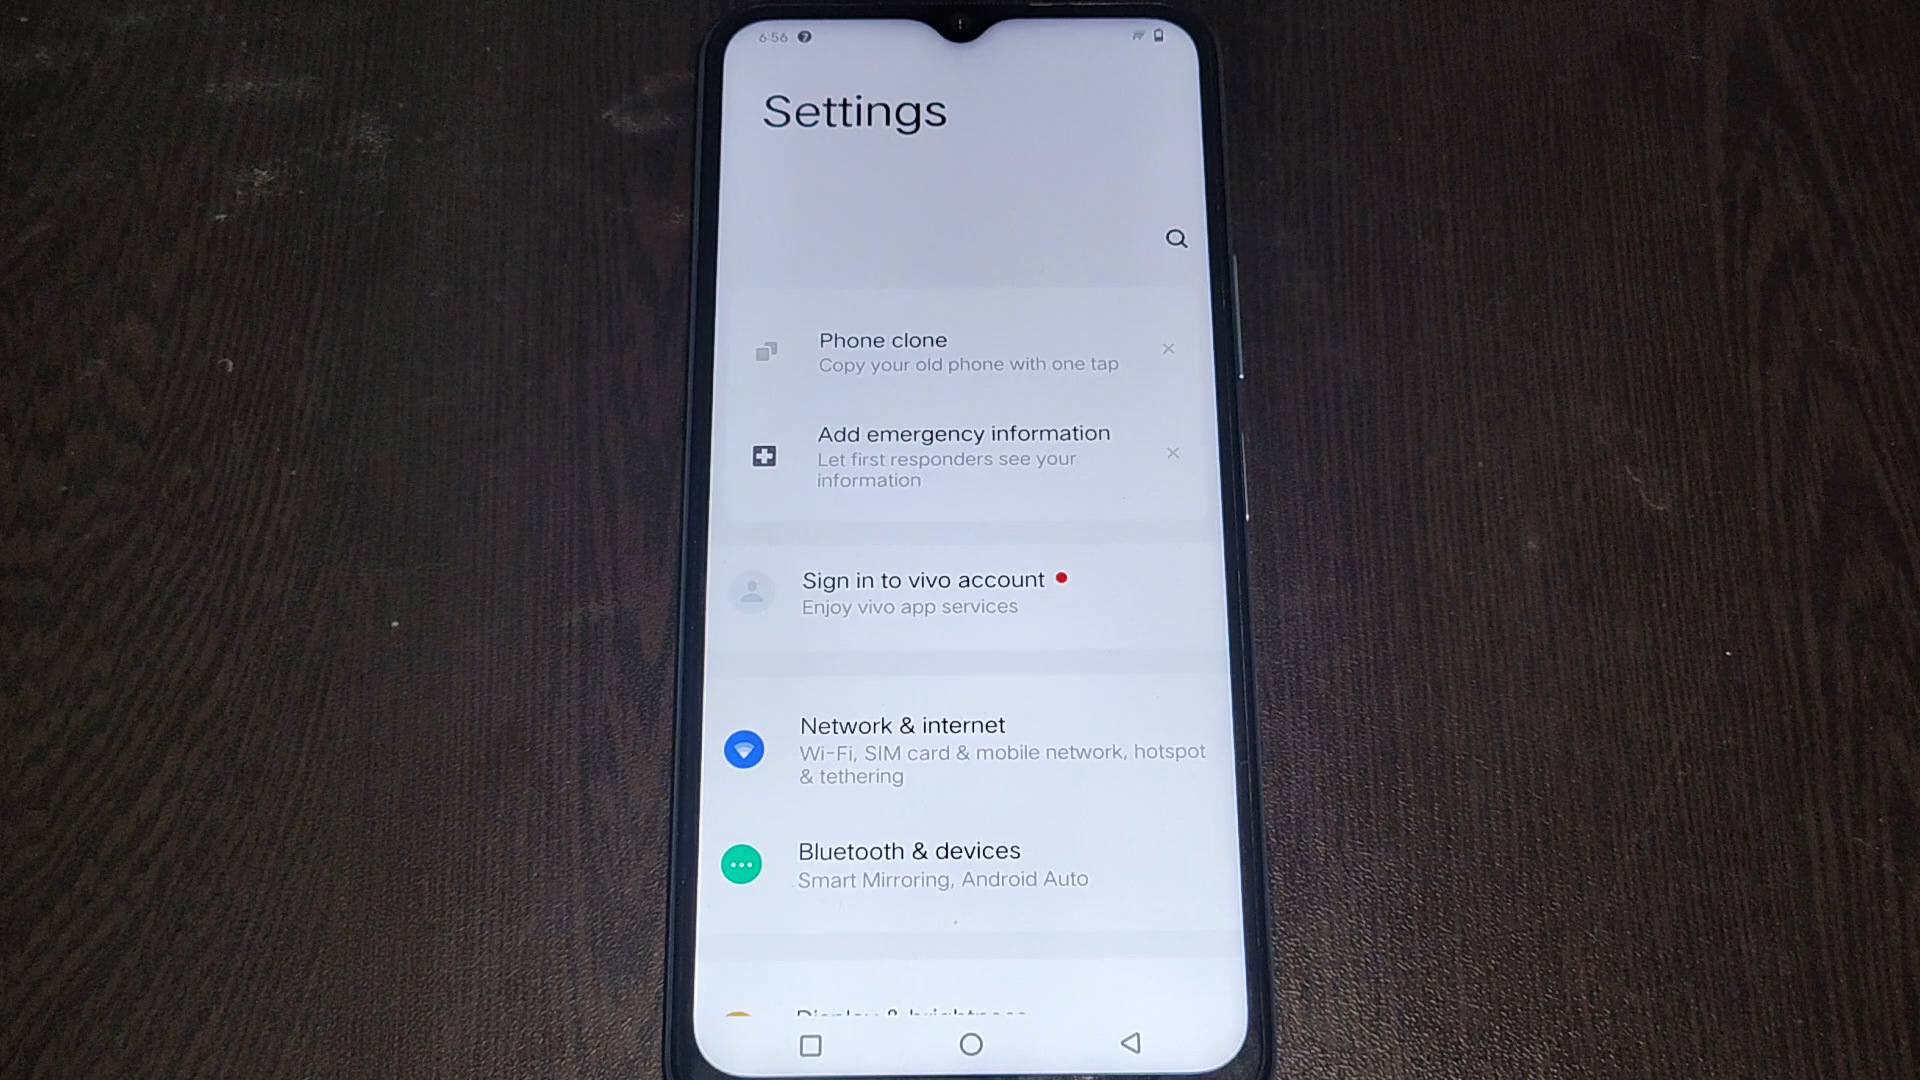 6:56
Settings
Phone clone
Copy your old phone with one tap
Add emergency information
Let first responders see your
information
Sign in to vivo account
Enjoy vivo app services
Network & internet
Wi-Fi, SIM card & mobile network, hotspot
& tethering
Bluetooth & devices
Smart Mirroring, Android Auto
Display & brightness